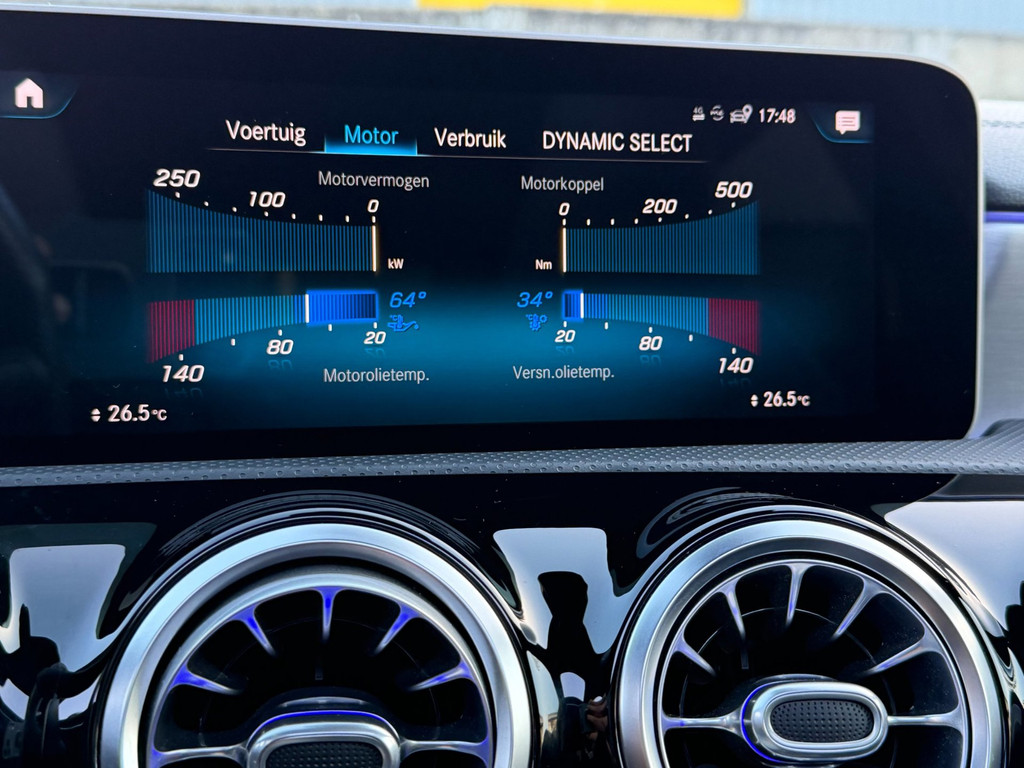 4G 17:48
Voertuig Motor Verbruik DYNAMIC SELECT
Motorvermogen Motorkoppel
250 100 0 0 200 500
kW Nm
64° 34°
80 20 20 80
140 140
Motorolietemp. Versn.olietemp.
26.5°C 26.5°C